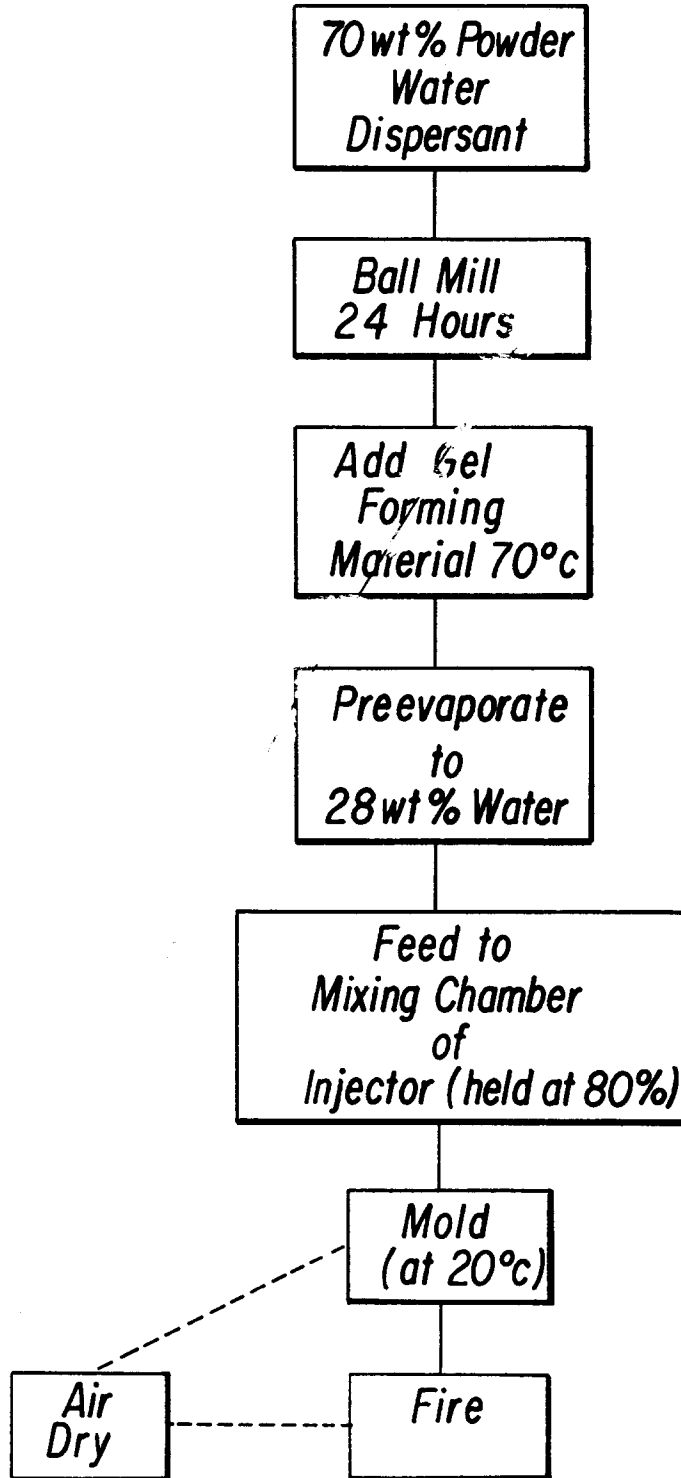 70 wt% Powder
Water
Dispersant
Ball Mill
24 Hours
Add Gel
Forming
Material 70°c
Preevaporate
to
28 wt% Water
Feed to
Mixing Chamber
of
Injector (held at 80%)
Mold
(at 20°c)
Air
Dry
Fire